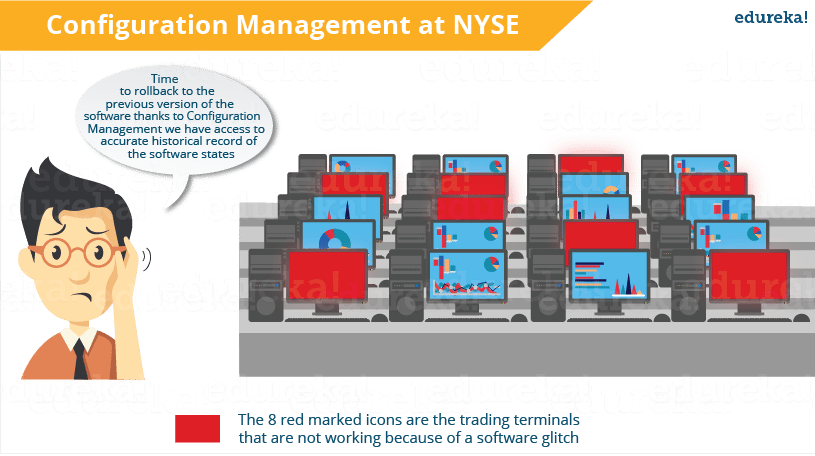 Configuration Management at NYSE
edureka!
Time
to rollback to the
previous version of the
software thanks to Configuration
Management we have access to
accurate historical record of
the software states
The 8 red marked icons are the trading terminals
that are not working because of a software glitch